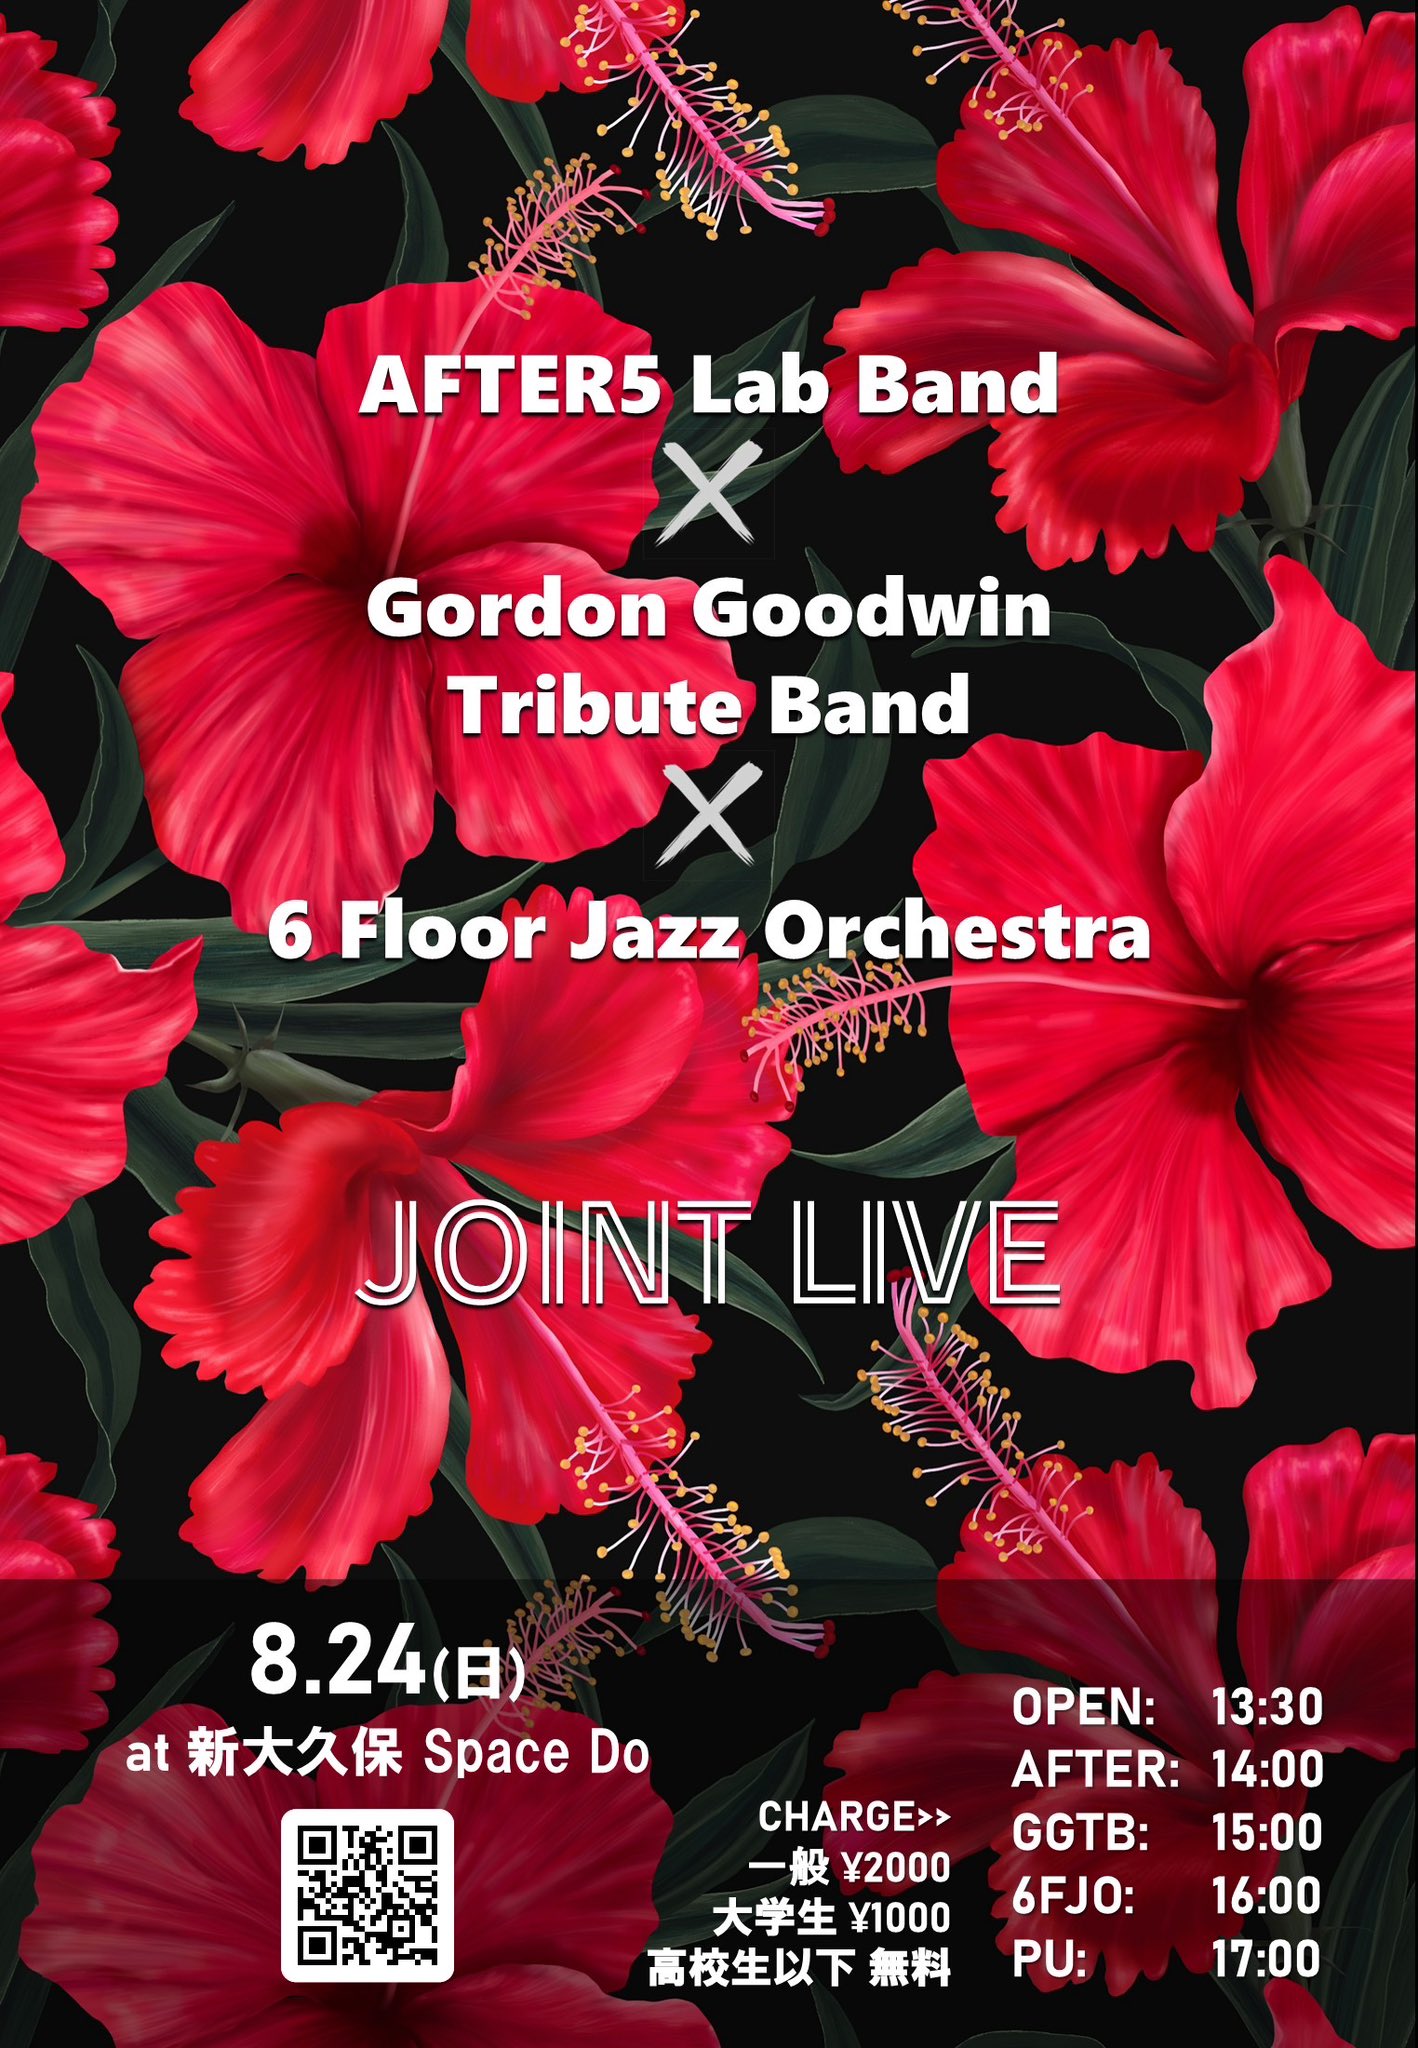 AFTER5 Lab Band
×
Gordon Goodwin
Tribute Band
×
6 Floor Jazz Orchestra
JOINT LIVE
8.24(日)
at 新大久保 Space Do
CHARGE>>
一般 ¥2000
大学生 ¥1000
高校生以下 無料
OPEN: 13:30
AFTER: 14:00
GGTB: 15:00
6FJO: 16:00
PU: 17:00